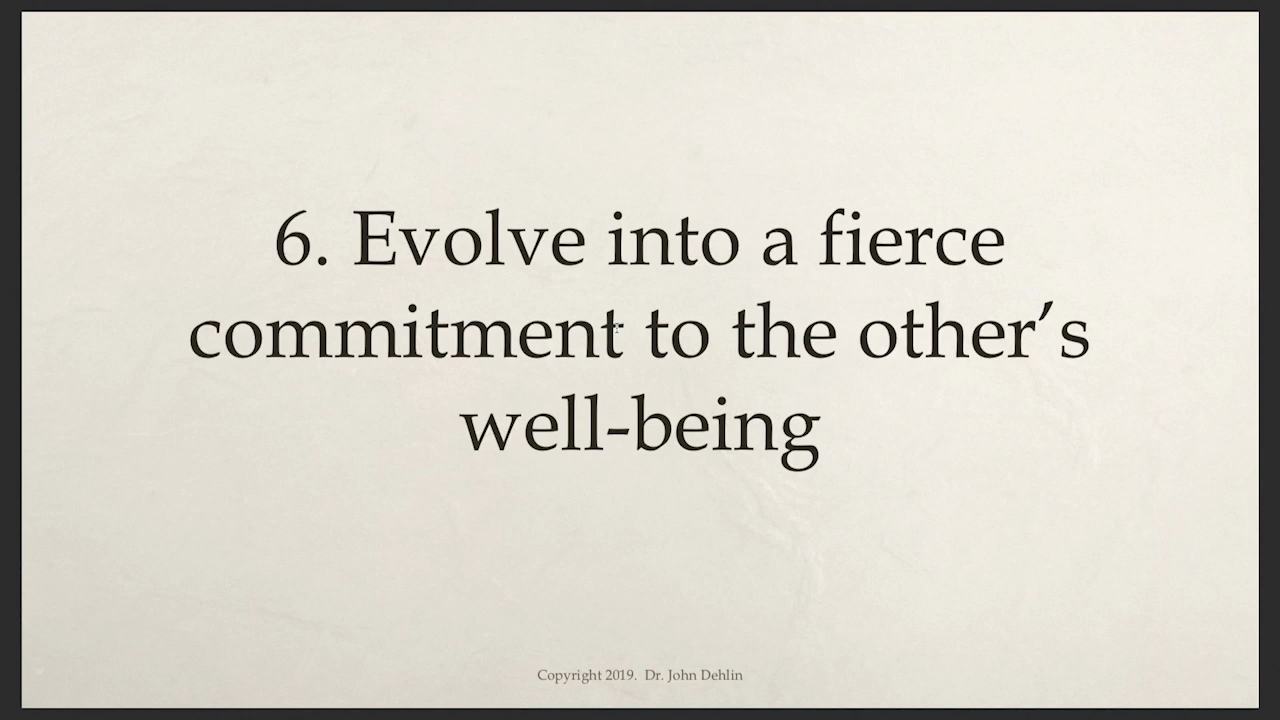 6. Evolve into a fierce
commitment to the other’s
well-being
Copyright 2019. Dr. John Dehlin